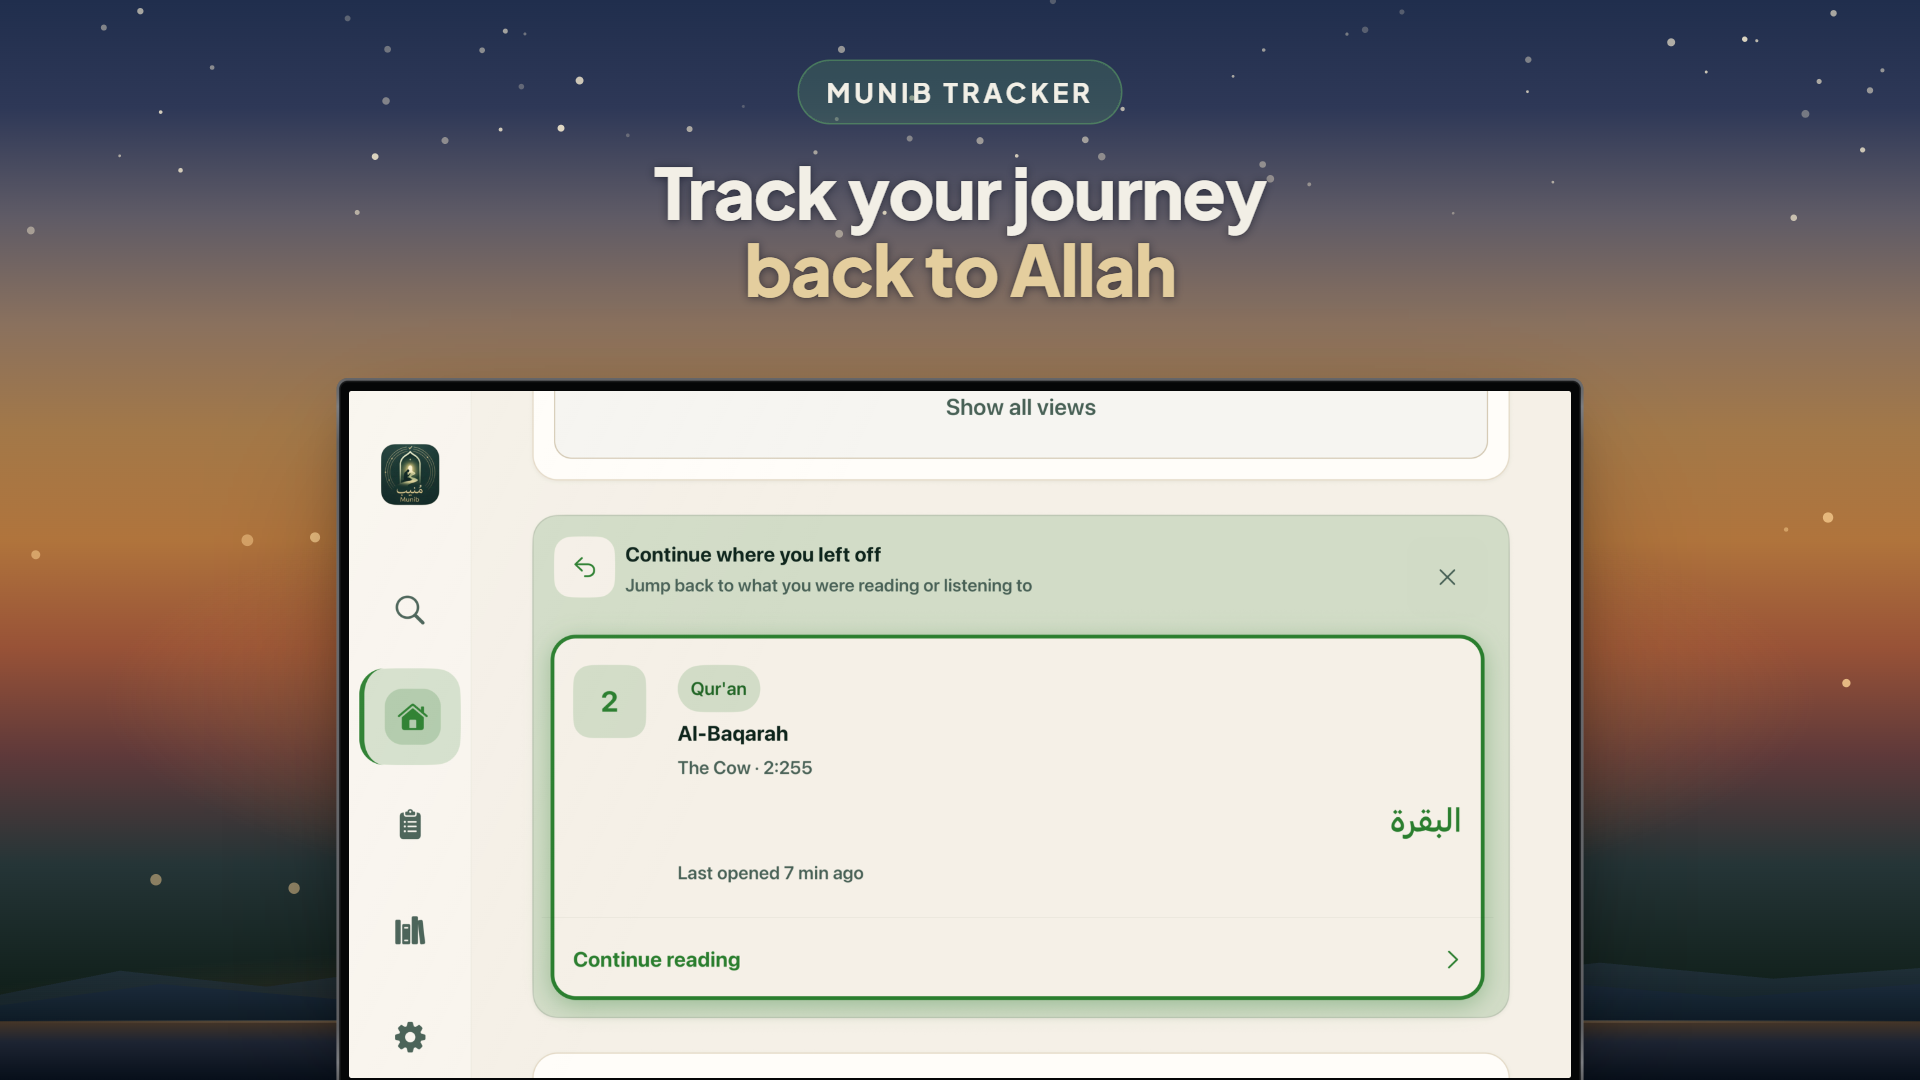 MUNIB TRACKER
Track your journey
back to Allah
Show all views
مُنيب
Munib
Continue where you left off
Jump back to what you were reading or listening to
2
Qur'an
Al-Baqarah
The Cow · 2:255
البقرة
Last opened 7 min ago
Continue reading